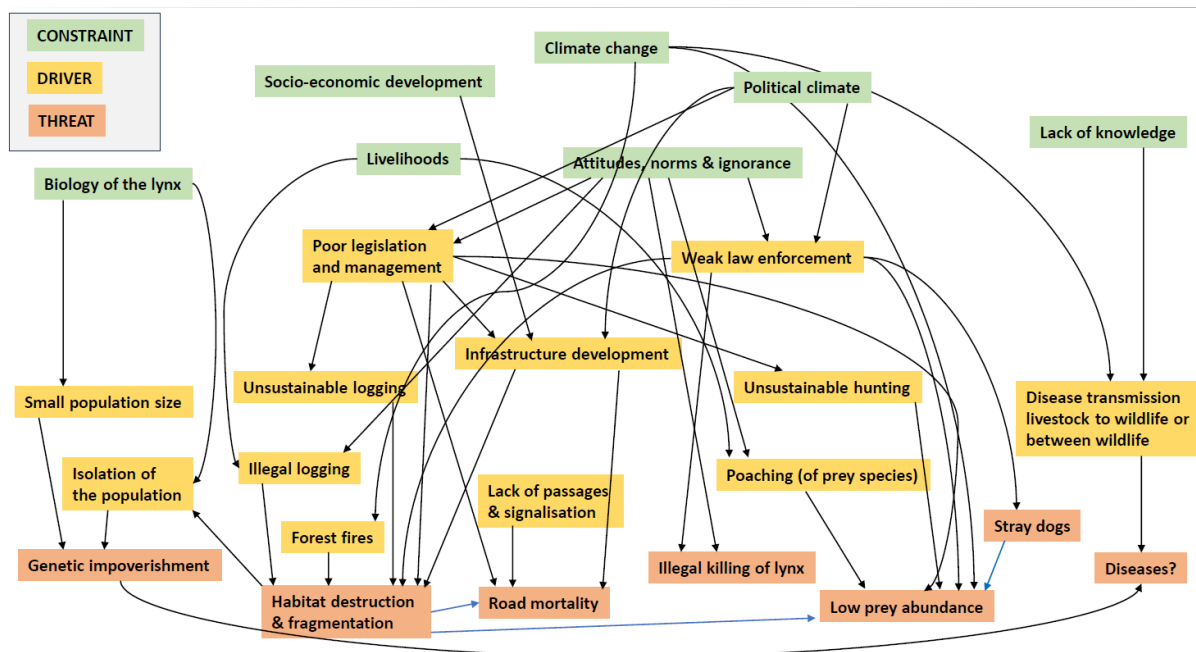 CONSTRAINT
DRIVER
THREAT
Climate change
Socio-economic development
Political climate
Lack of knowledge
Livelihoods
Attitudes, norms & ignorance
Biology of the lynx
Poor legislation
and management
Weak law enforcement
Infrastructure development
Unsustainable logging
Unsustainable hunting
Small population size
Disease transmission
livestock to wildlife or
between wildlife
Isolation of
the population
Illegal logging
Poaching (of prey species)
Lack of passages
& signalisation
Forest fires
Stray dogs
Genetic impoverishment
Illegal killing of lynx
Diseases?
Habitat destruction
& fragmentation
Road mortality
Low prey abundance